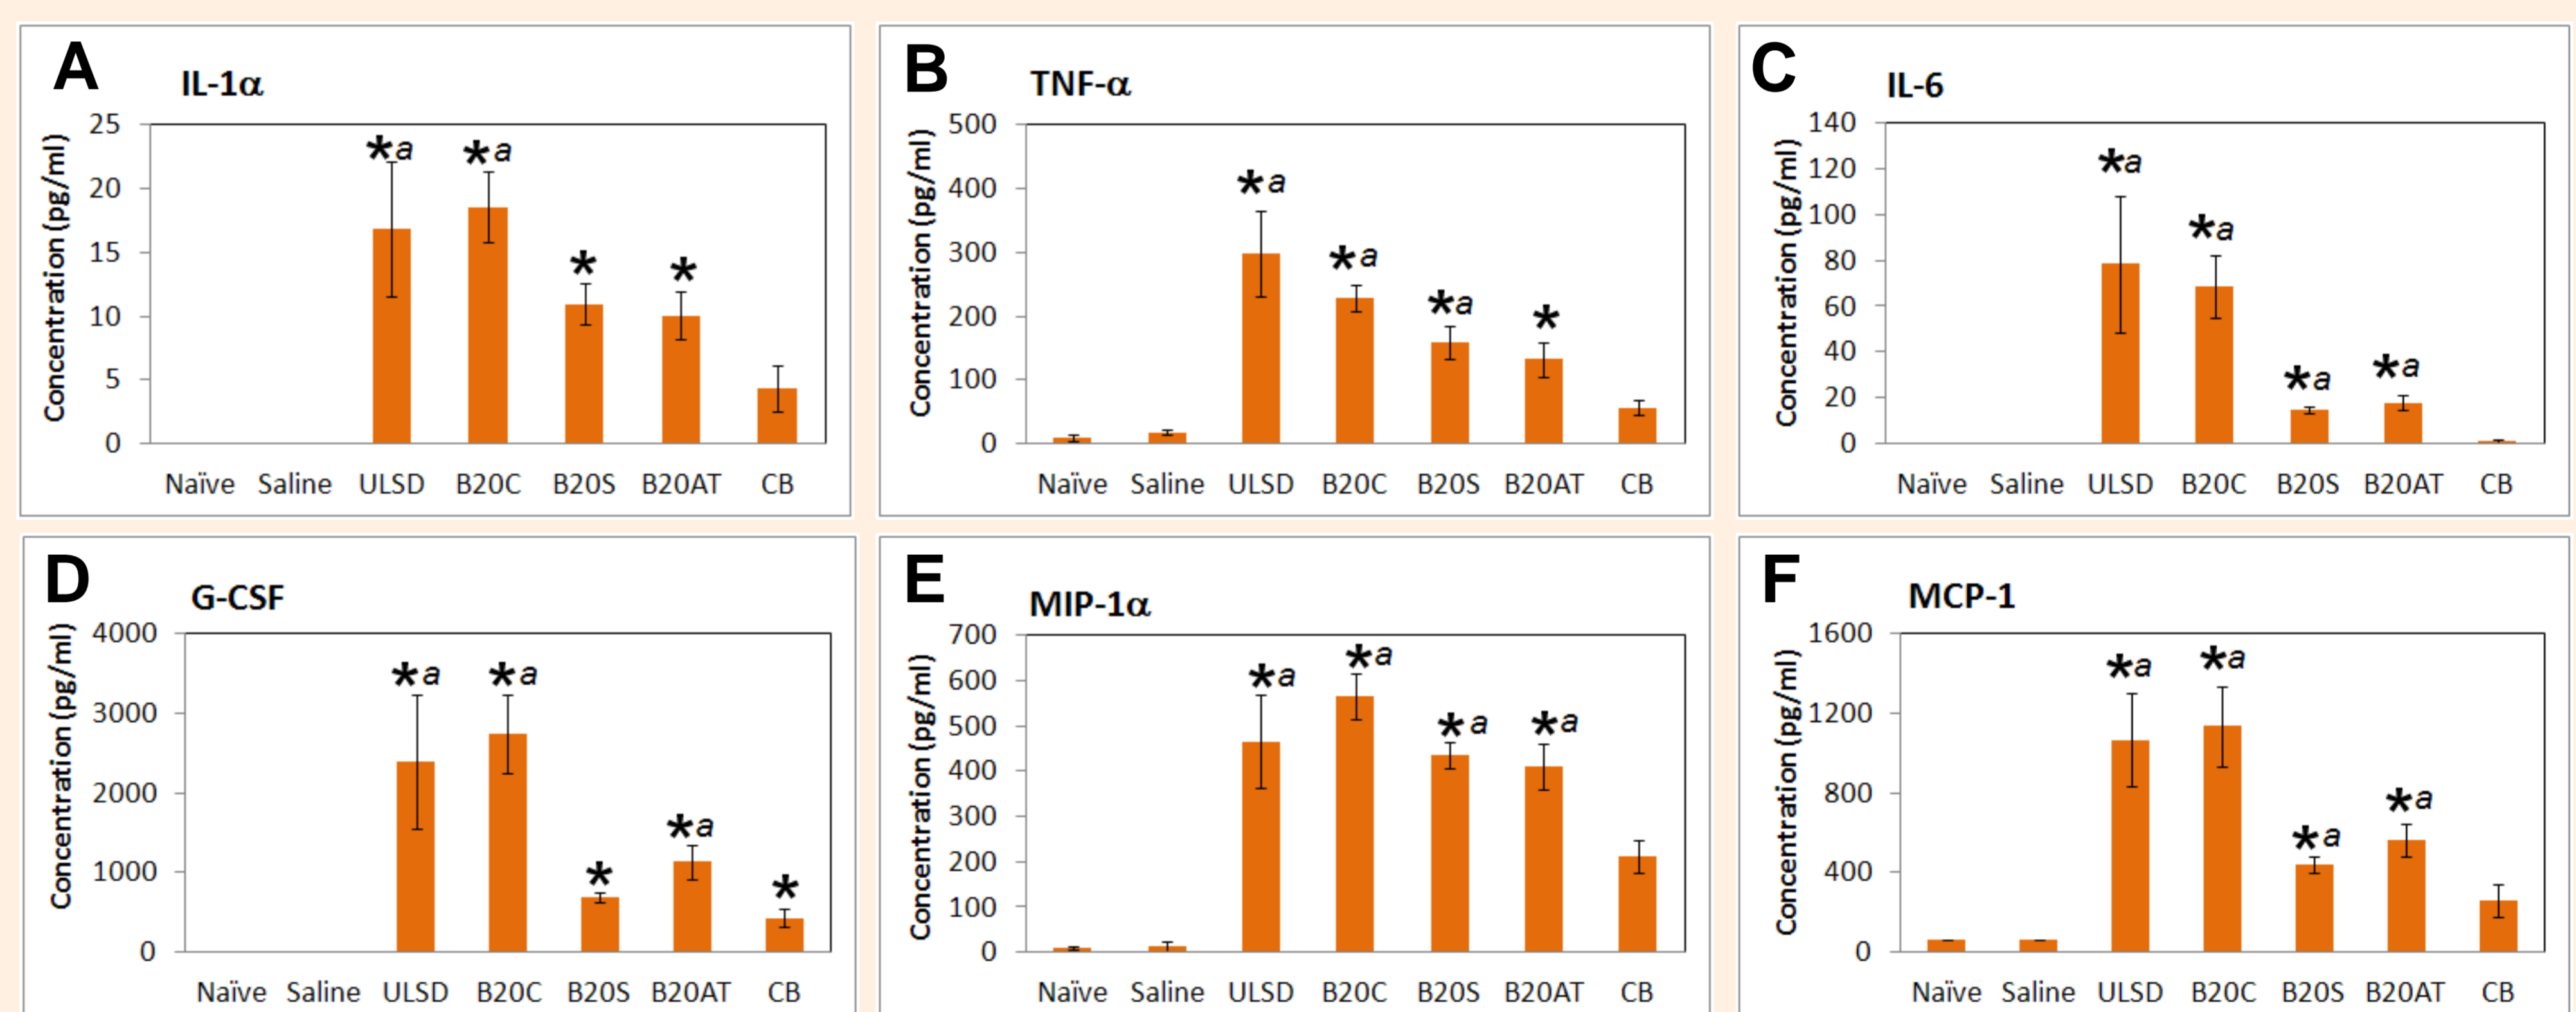 A
IL-1α
Concentration (pg/ml)
25
20
15
10
5
0
*a
*a
*
*
Naïve Saline ULSD B20C B20S B20AT CB
B
TNF-α
Concentration (pg/ml)
500
400
300
200
100
0
*a
*a
*a
*
Naïve Saline ULSD B20C B20S B20AT CB
C
IL-6
Concentration (pg/ml)
140
120
100
80
60
40
20
0
*a
*a
*a
*a
Naïve Saline ULSD B20C B20S B20AT CB
D
G-CSF
Concentration (pg/ml)
4000
3000
2000
1000
0
*a
*a
*
*a
*
Naïve Saline ULSD B20C B20S B20AT CB
E
MIP-1α
Concentration (pg/ml)
700
600
500
400
300
200
100
0
*a
*a
*a
*a
Naïve Saline ULSD B20C B20S B20AT CB
F
MCP-1
Concentration (pg/ml)
1600
1200
800
400
0
*a
*a
*a
*a
Naïve Saline ULSD B20C B20S B20AT CB